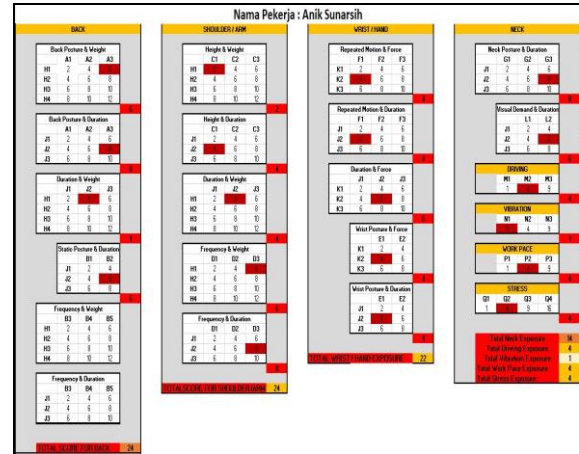 Nama Pekerja : Anik Sunarsih
BACK
Back Posture & Weight
A1 A2 A3
H1 2 4
H2 4 6 8
H3 6 8 10
H4 8 10 12
Back Posture & Duration
A1 A2 A3
J1 2 4 6
J2 4 6
J3 6 8 10
Duration & Weight
J1 J2 J3
H1 2 6
H2 4 6 8
H3 6 8 10
H4 8 10 12
Static Posture & Duration
B1 B2
J1 2 4
J2 4
J3 6 8
Frequency & Weight
B3 B4 B5
H1 2 4 6
H2 4 6 8
H3 6 8 10
H4 8 10 12
Frequency & Duration
B3 B4 B5
J1 2 4 6
J2 4 6 8
J3 6 8 10
TOTAL SCORE FOR BACK 24
SHOULDER / ARM
Height & Weight
C1 C2 C3
H1 4 6
H2 4 6 8
H3 6 8 10
H4 8 10 12
Height & Duration
C1 C2 C3
J1 2 4 6
J2 6 8
J3 6 8 10
Duration & Weight
J1 J2 J3
H1 2 6
H2 4 6 8
H3 6 8 10
H4 8 10 12
Frequency & Weight
D1 D2 D3
H1 2 4
H2 4 6 8
H3 6 8 10
H4 8 10 12
Frequency & Duration
D1 D2 D3
J1 2 4 6
J2 4 6
J3 6 8 10
TOTAL SCORE FOR SHOULDER/ARM 24
WRIST / HAND
Repeated Motion & Force
F1 F2 F3
K1 2 4 6
K2 6 8
K3 6 8 10
Repeated Motion & Duration
F1 F2 F3
J1 2 4 6
J2 6 8
J3 6 8 10
Duration & Force
J1 J2 J3
K1 2 4 6
K2 4 8
K3 6 8 10
Wrist Posture & Force
E1 E2
K1 2 4
K2 6
K3 6 8
Wrist Posture & Duration
E1 E2
J1 2 4
J2 6
J3 6 8
TOTAL WRIST / HAND EXPOSURE 22
NECK
Neck Posture & Duration
G1 G2 G3
J1 2 4 6
J2 4 6
J3 6 8 10
Visual Demand & Duration
L1 L2
J1 2 4
J2 4
J3 6 8
DRIVING
M1 M2 M3
1 9
VIBRATION
N1 N2 N3
4 9
WORK PACE
P1 P2 P3
1 9
STRESS
Q1 Q2 Q3 Q4
1 9 16
Total Neck Exposure 14
Total Driving Exposure 4
Total Vibration Exposure 1
Total Work Pace Exposure 4
Total Stress Exposure 4